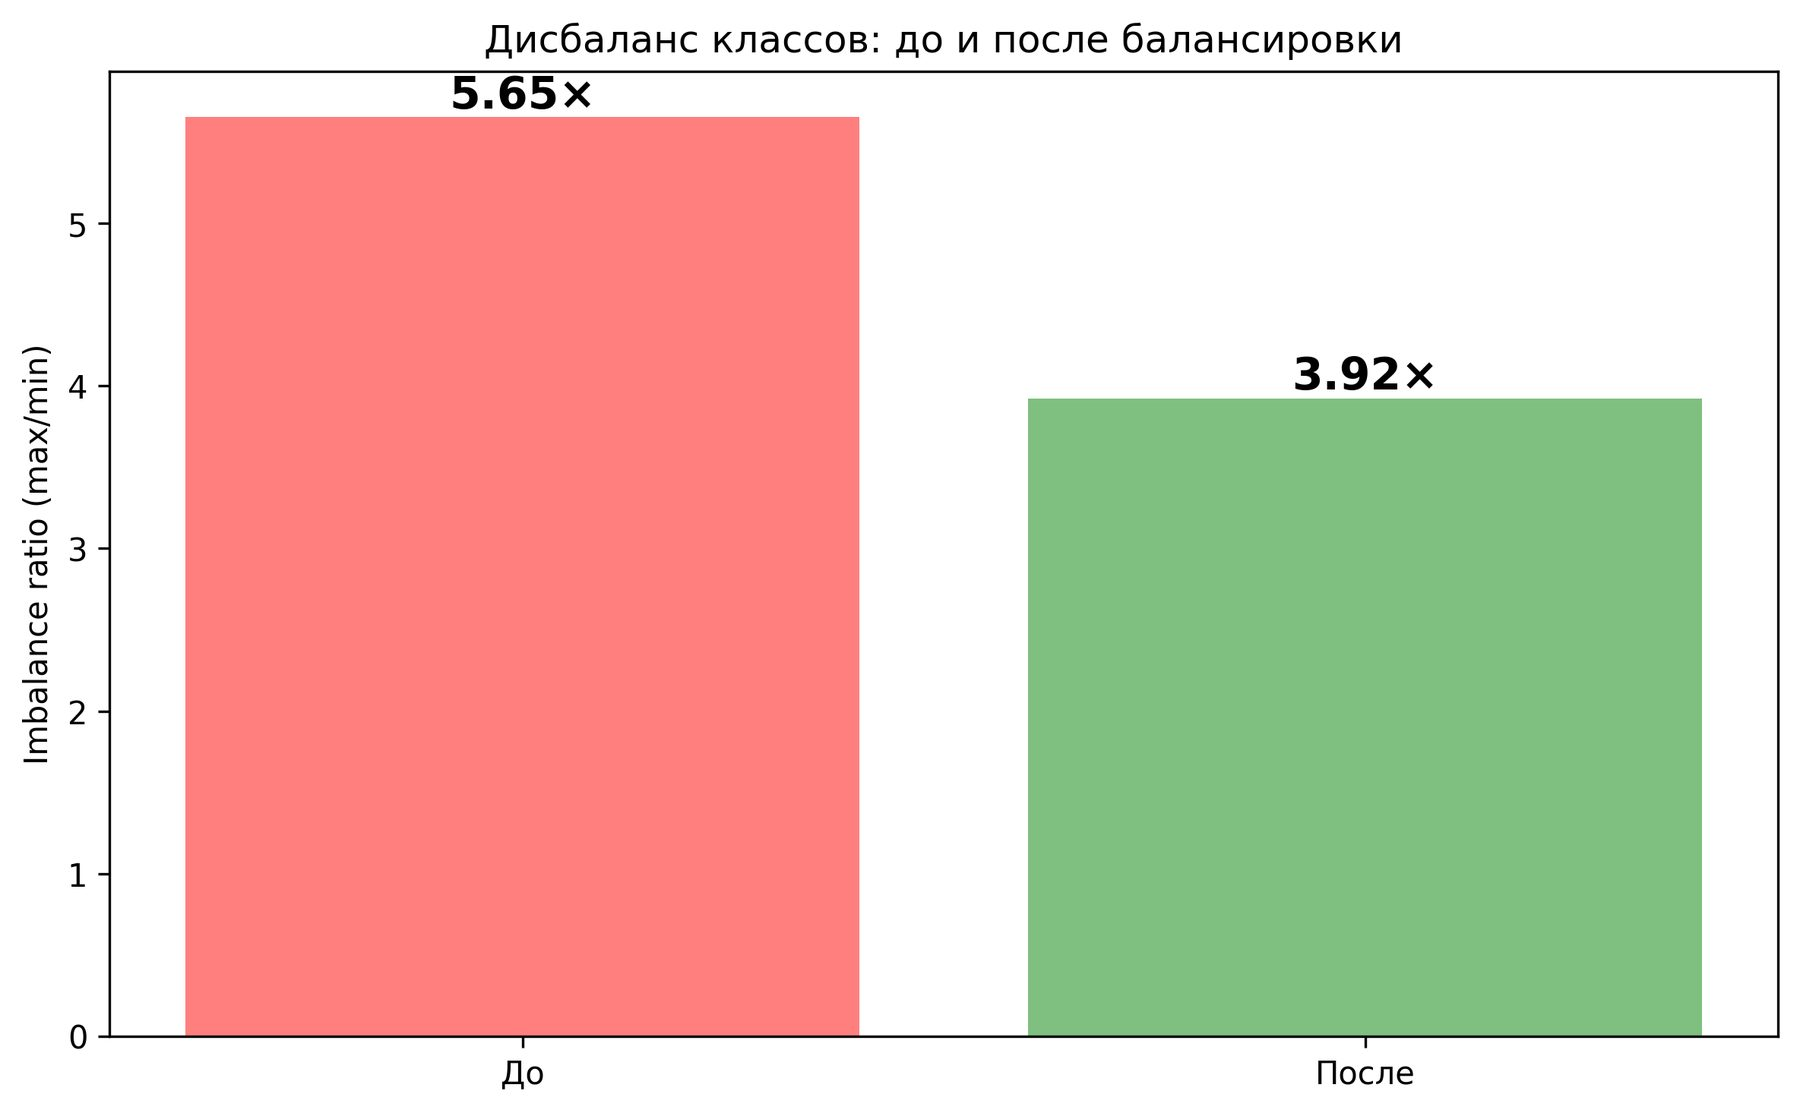 Дисбаланс классов: до и после балансировки
5.65×
3.92×
Imbalance ratio (max/min)
5
4
3
2
1
0
До
После